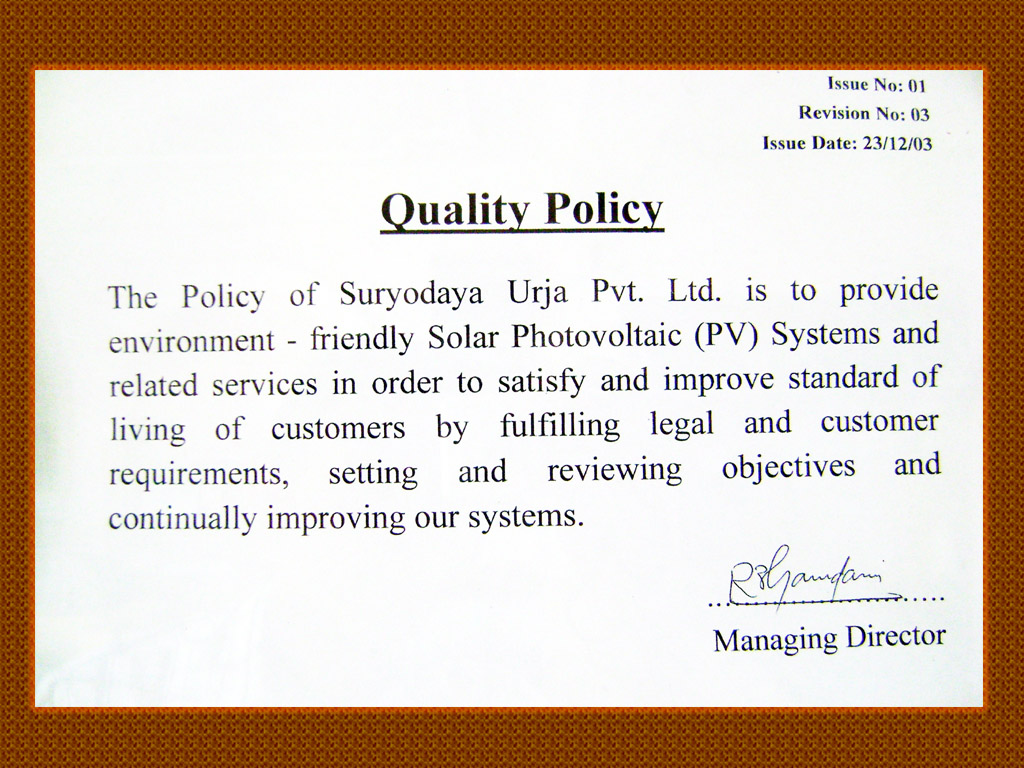 Issue No: 01
Revision No: 03
Issue Date: 23/12/03
Quality Policy
The Policy of Suryodaya Urja Pvt. Ltd. is to provide
environment - friendly Solar Photovoltaic (PV) Systems and
related services in order to satisfy and improve standard of
living of customers by fulfilling legal and customer
requirements, setting and reviewing objectives and
continually improving our systems.
Managing Director